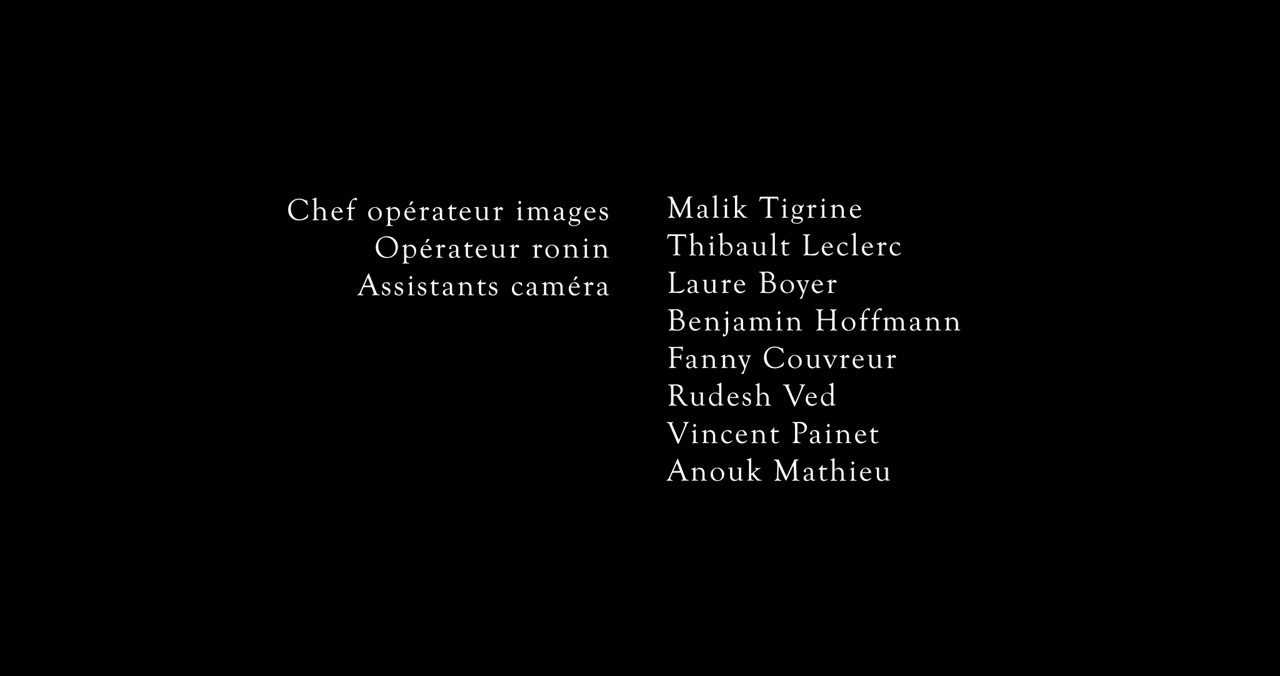 Chef opérateur images Malik Tigrine
Opérateur ronin Thibault Leclerc
Assistants caméra Laure Boyer
Benjamin Hoffmann
Fanny Couvreur
Rudesh Ved
Vincent Painet
Anouk Mathieu